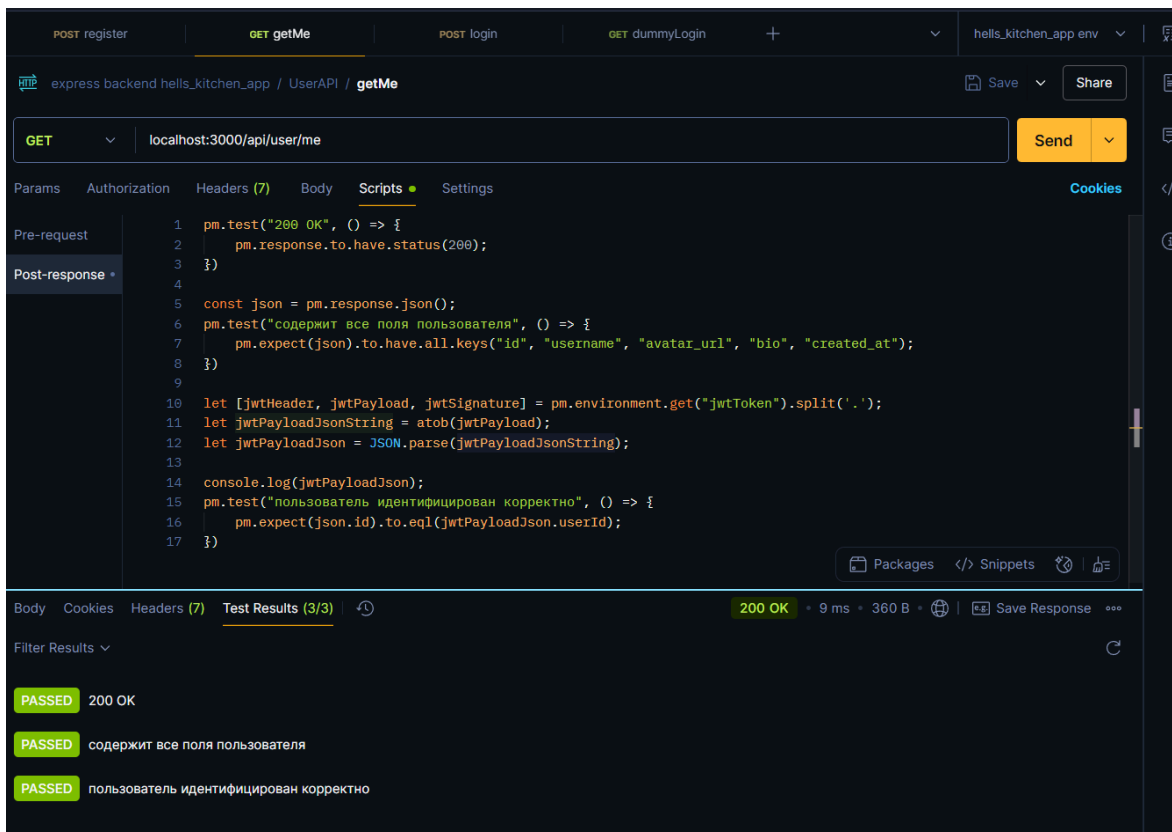 POST register GET getMe POST login GET dummyLogin hells_kitchen_app env
HTTP express backend hells_kitchen_app / UserAPI / getMe Save Share
GET localhost:3000/api/user/me Send
Params Authorization Headers (7) Body Scripts Settings Cookies
Pre-request
Post-response
1 pm.test("200 OK", () => {
2 pm.response.to.have.status(200);
3 })
4
5 const json = pm.response.json();
6 pm.test("содержит все поля пользователя", () => {
7 pm.expect(json).to.have.all.keys("id", "username", "avatar_url", "bio", "created_at");
8 })
9
10 let [jwtHeader, jwtPayload, jwtSignature] = pm.environment.get("jwtToken").split('.');
11 let jwtPayloadJsonString = atob(jwtPayload);
12 let jwtPayloadJson = JSON.parse(jwtPayloadJsonString);
13
14 console.log(jwtPayloadJson);
15 pm.test("пользователь идентифицирован корректно", () => {
16 pm.expect(json.id).to.eql(jwtPayloadJson.userId);
17 })
Packages </> Snippets
Body Cookies Headers (7) Test Results (3/3) 200 OK • 9 ms • 360 B • e.g. Save Response
Filter Results
PASSED 200 OK
PASSED содержит все поля пользователя
PASSED пользователь идентифицирован корректно